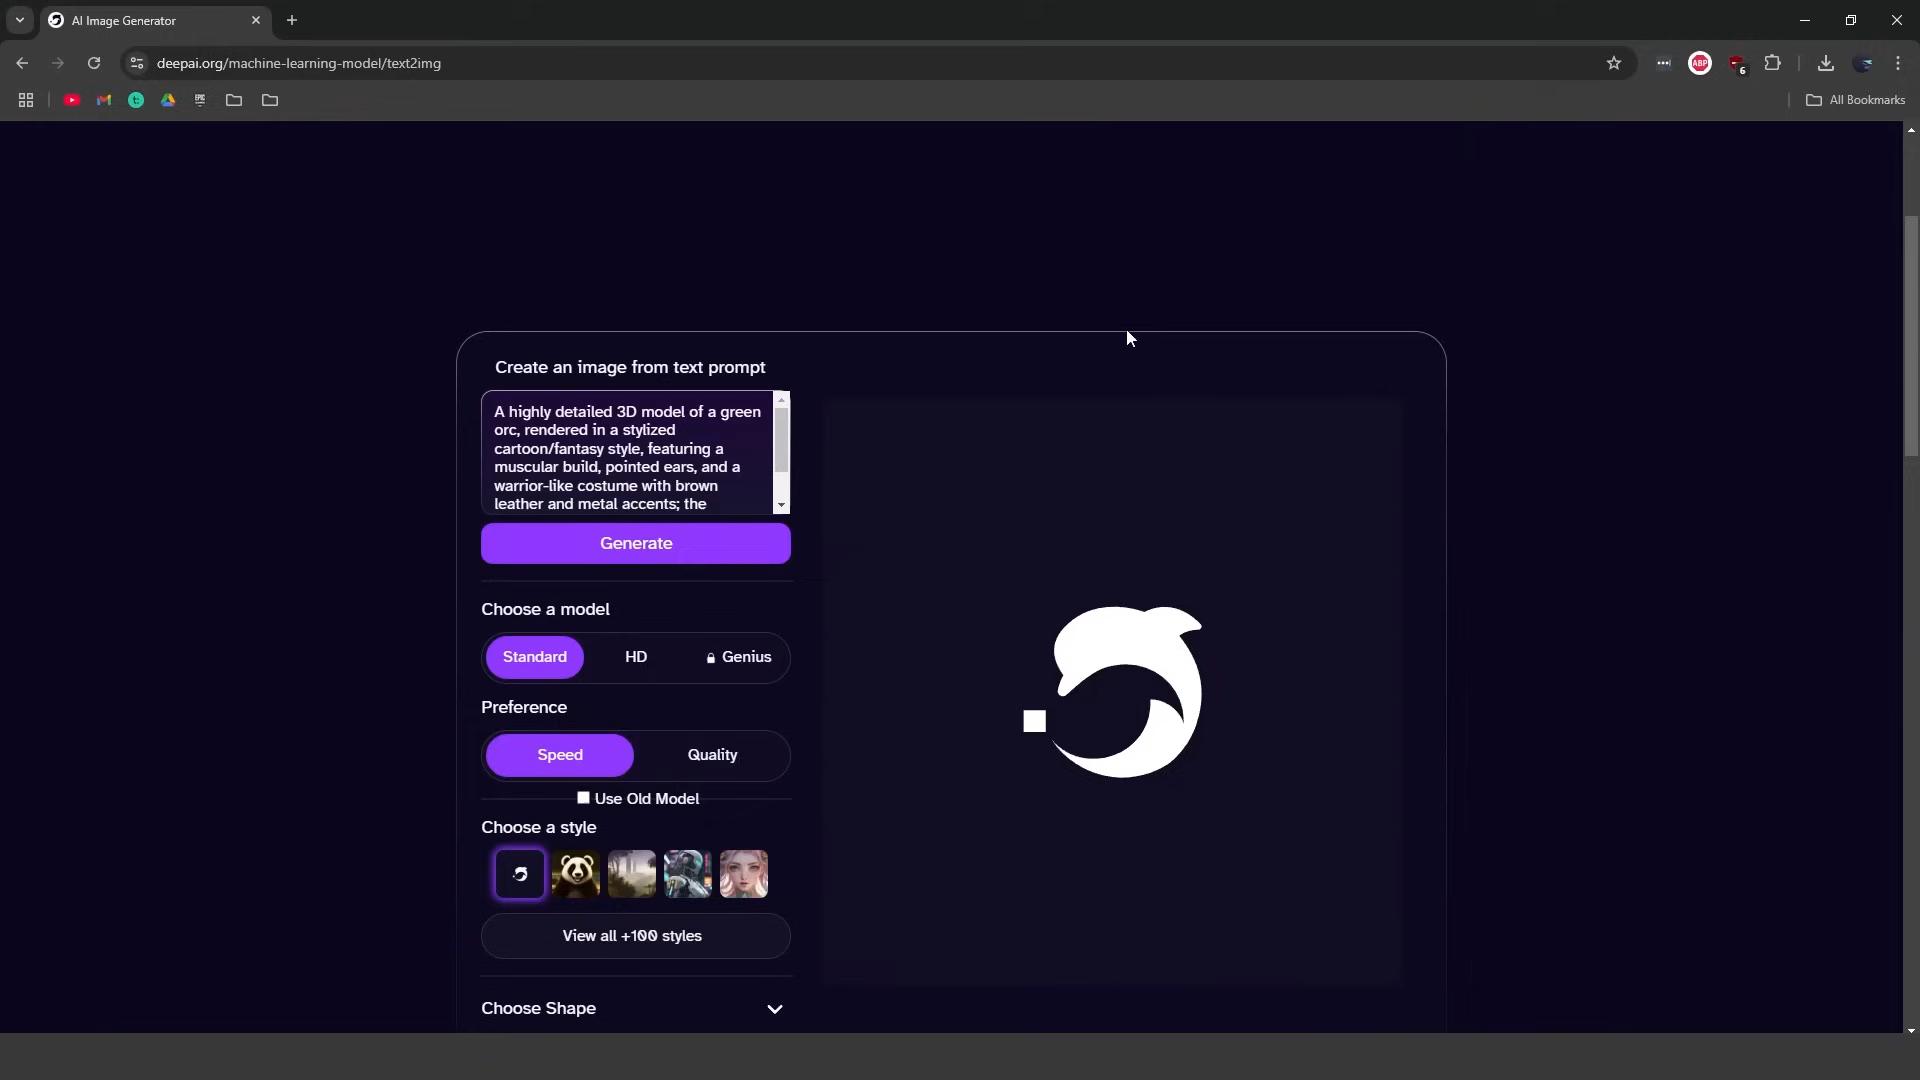 AI Image Generator
deepai.org/machine-learning-model/text2img
ABP
6
EPIC
All Bookmarks
Create an image from text prompt
A highly detailed 3D model of a green
orc, rendered in a stylized
cartoon/fantasy style, featuring a
muscular build, pointed ears, and a
warrior-like costume with brown
leather and metal accents; the
Generate
Choose a model
Standard
HD
Genius
Preference
Speed
Quality
Use Old Model
Choose a style
View all +100 styles
Choose Shape